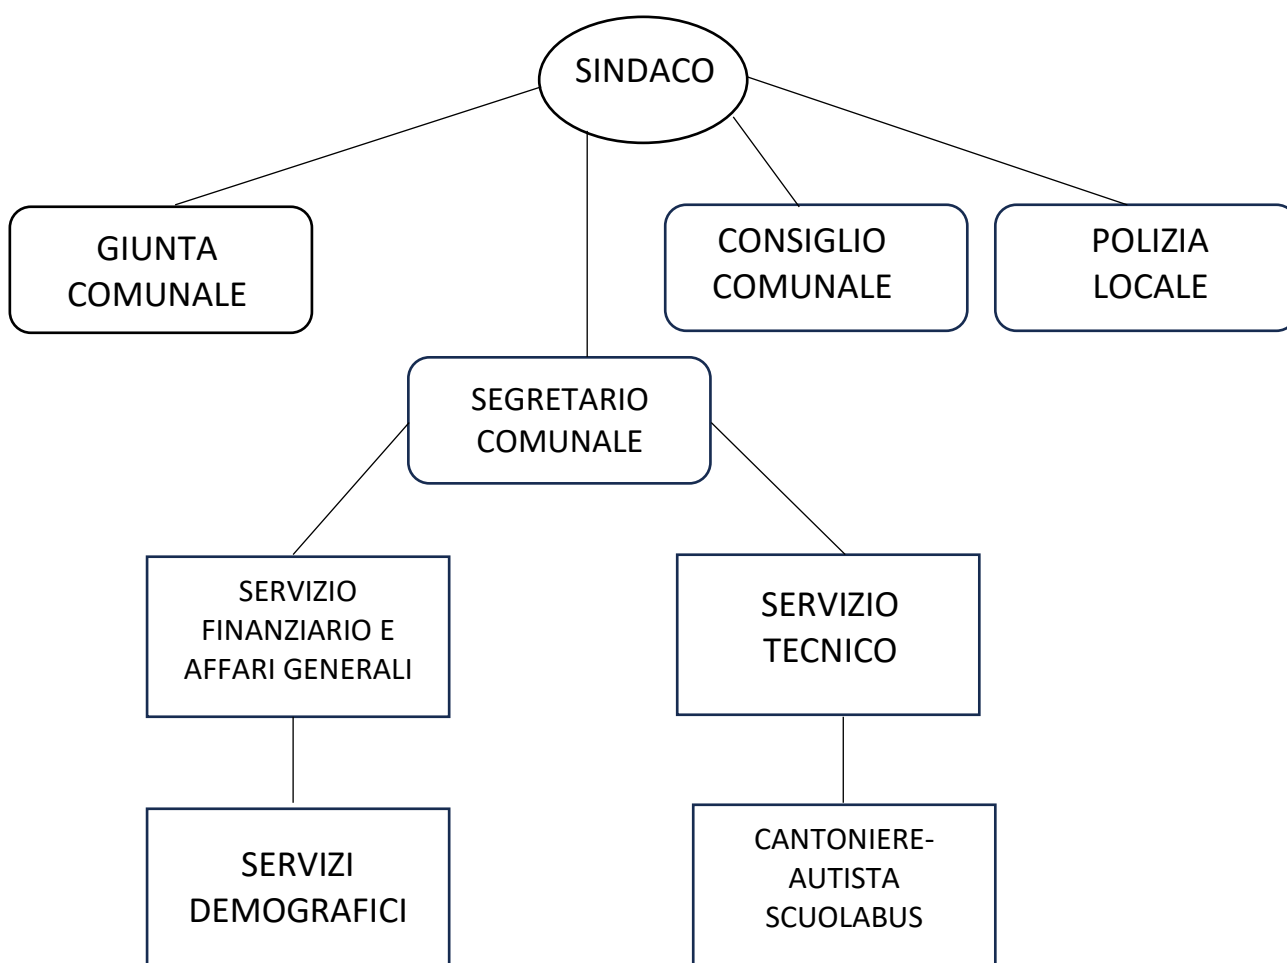 SINDACO
GIUNTA
COMUNALE
CONSIGLIO
COMUNALE
POLIZIA
LOCALE
SEGRETARIO
COMUNALE
SERVIZIO
FINANZIARIO E
AFFARI GENERALI
SERVIZIO
TECNICO
SERVIZI
DEMOGRAFICI
CANTONIERE-
AUTISTA
SCUOLABUS